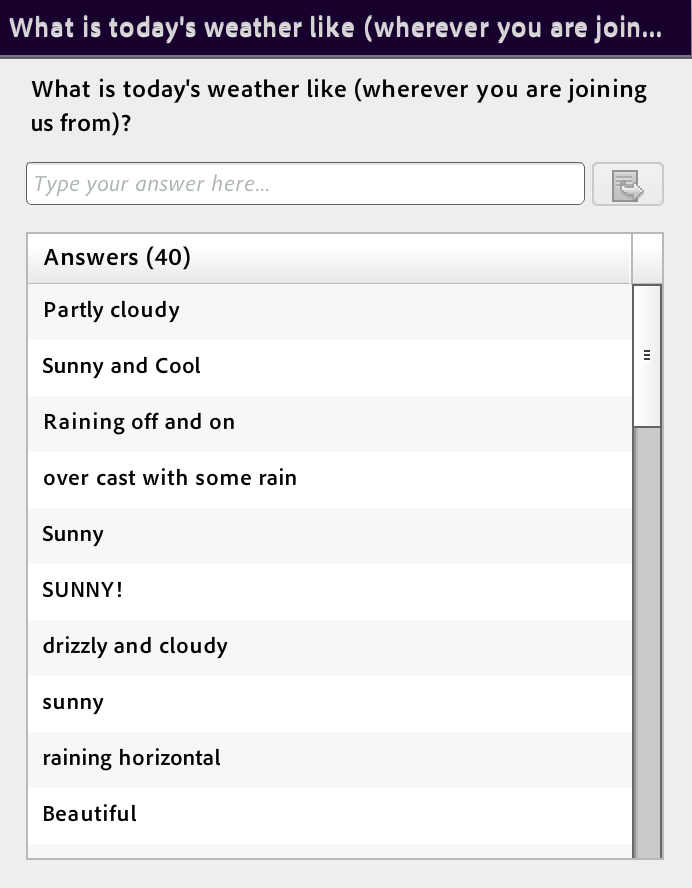 What is today's weather like (wherever you are join...
What is today's weather like (wherever you are joining
us from)?
Type your answer here...
Answers (40)
Partly cloudy
Sunny and Cool
Raining off and on
over cast with some rain
Sunny
SUNNY!
drizzly and cloudy
sunny
raining horizontal
Beautiful